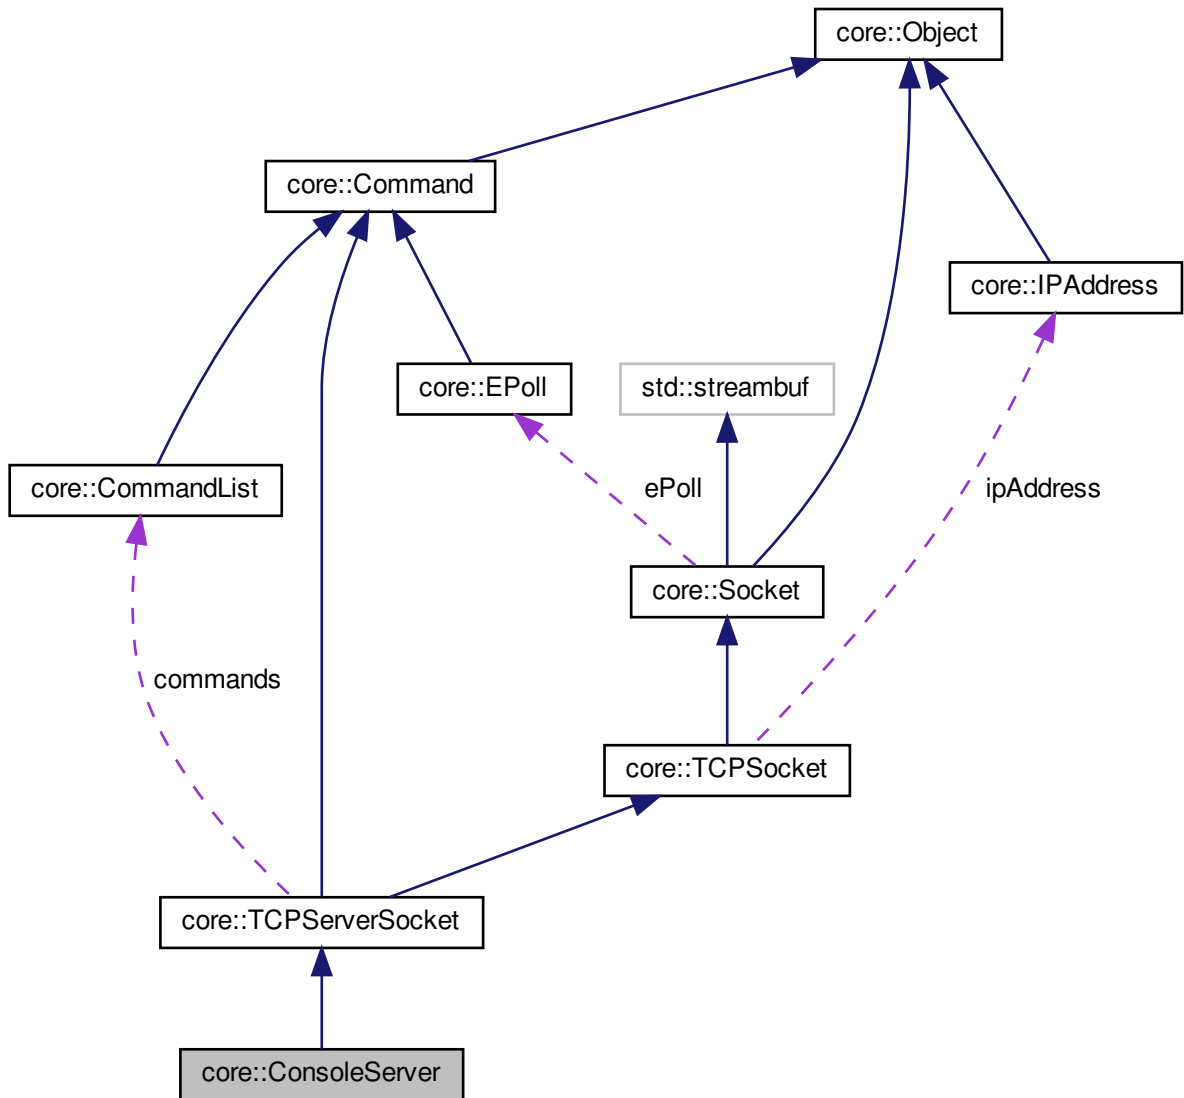 core::Object
core::Command
core::IPAddress
core::EPoll
std::streambuf
core::CommandList
ePoll
ipAddress
core::Socket
commands
core::TCPSocket
core::TCPServerSocket
core::ConsoleServer